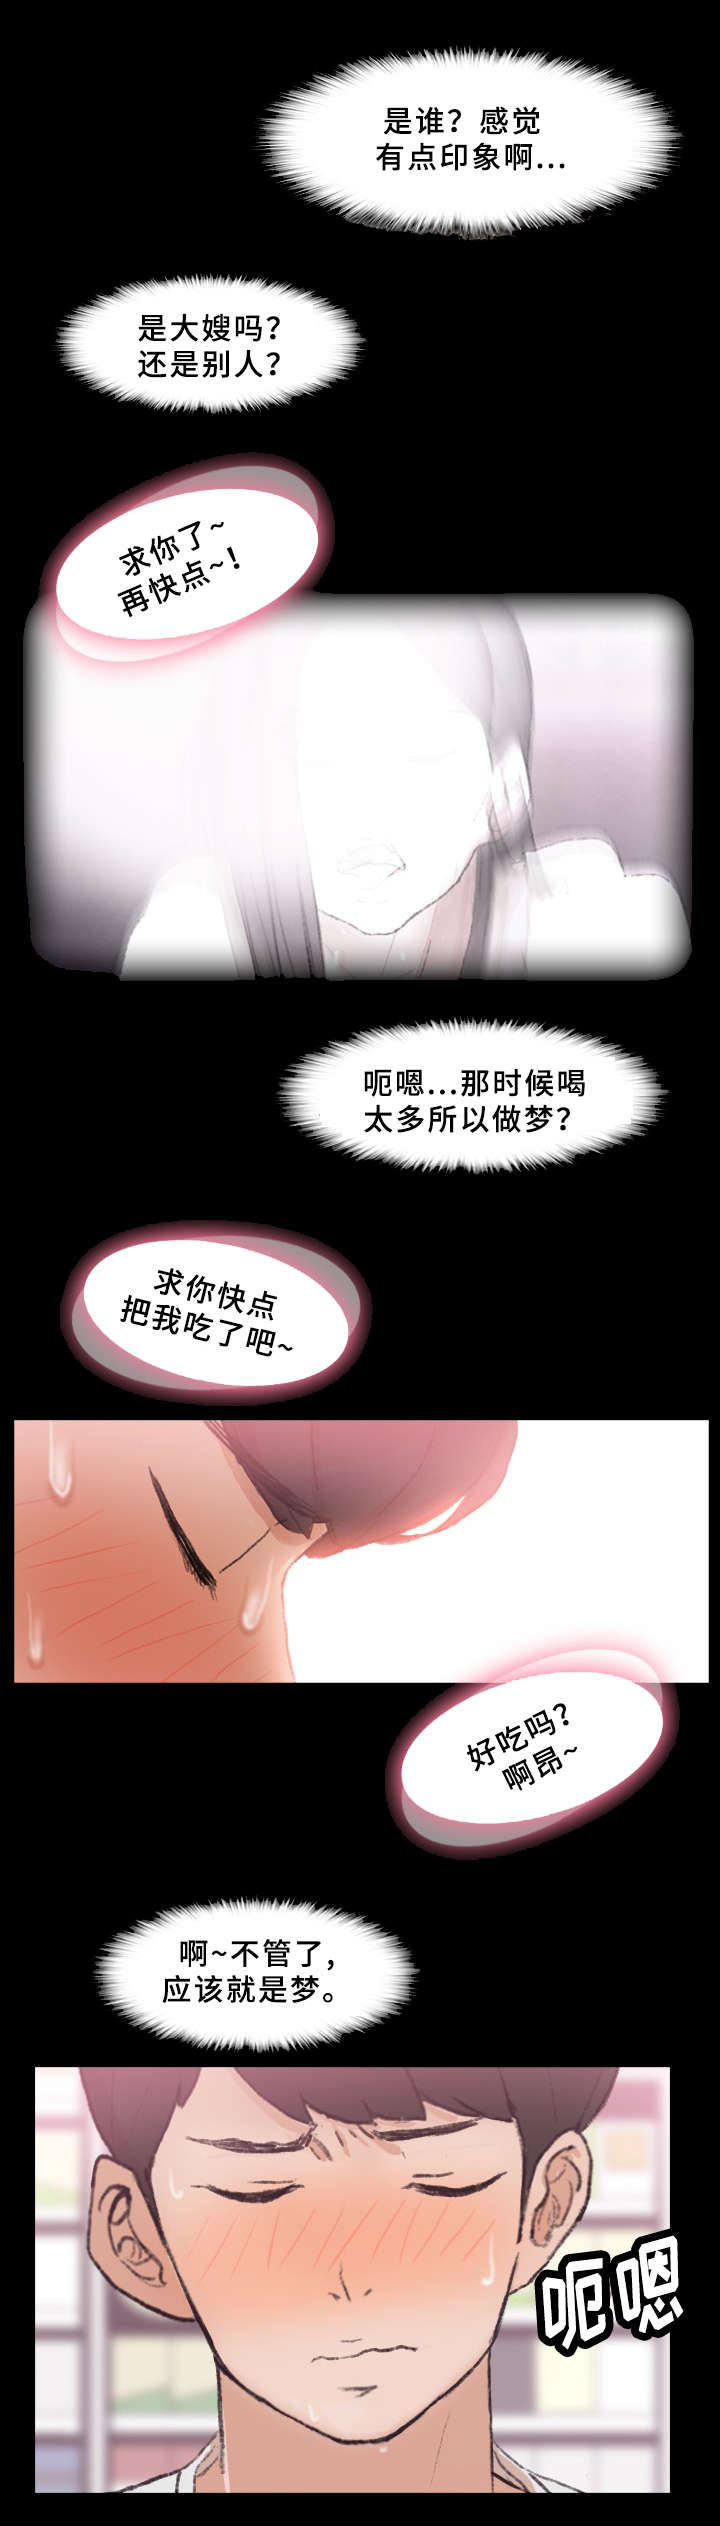 是谁？感觉
有点印象啊...
是大嫂吗？
还是别人？
求你了~
再快点~！
呃嗯...那时候喝
太多所以做梦？
求你快点
把我吃了吧~
好吃吗？
啊昂~
啊~不管了，
应该就是梦。
呃嗯